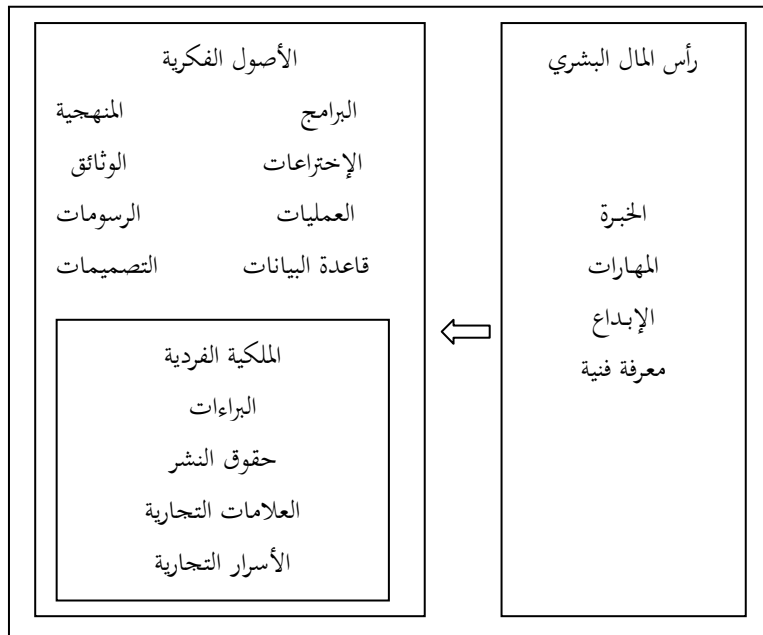 رأس المال البشري
الخبرة
المهارات
الإبداع
معرفة فنية
الأصول الفكرية
البرامج المنهجية
الإختراعات الوثائق
العمليات الرسومات
قاعدة البيانات التصميمات
الملكية الفردية
البراءات
حقوق النشر
العلامات التجارية
الأسرار التجارية